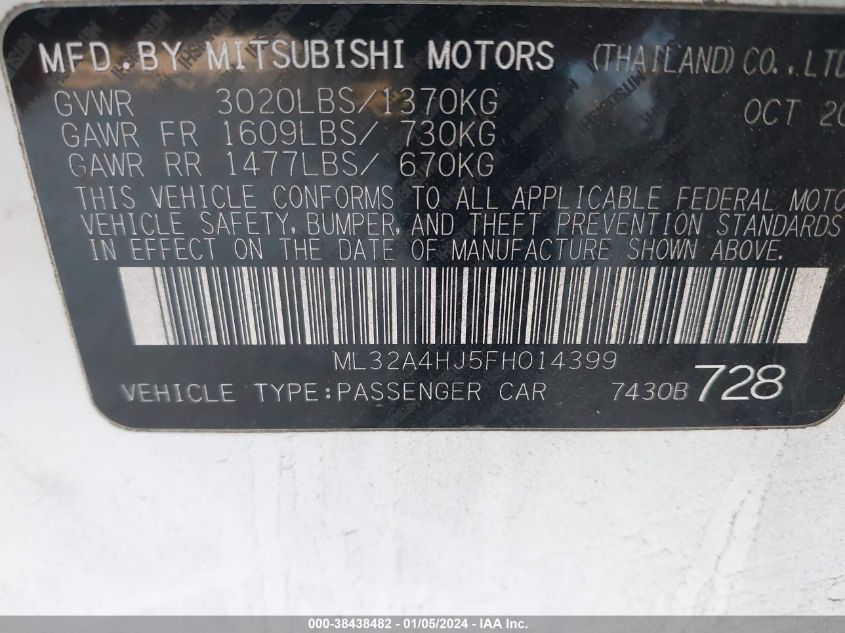 MFD. BY MITSUBISHI MOTORS (THAILAND) CO., LTD
GVWR 3020LBS/1370KG OCT 20
GAWR FR 1609LBS/ 730KG
GAWR RR 1477LBS/ 670KG
THIS VEHICLE CONFORMS TO ALL APPLICABLE FEDERAL MOTO
VEHICLE SAFETY, BUMPER, AND THEFT PREVENTION STANDARDS
IN EFFECT ON THE DATE OF MANUFACTURE SHOWN ABOVE.
ML32A4HJ5FH014399
VEHICLE TYPE:PASSENGER CAR 7430B 728
000-38438482 - 01/05/2024 - IAA Inc.